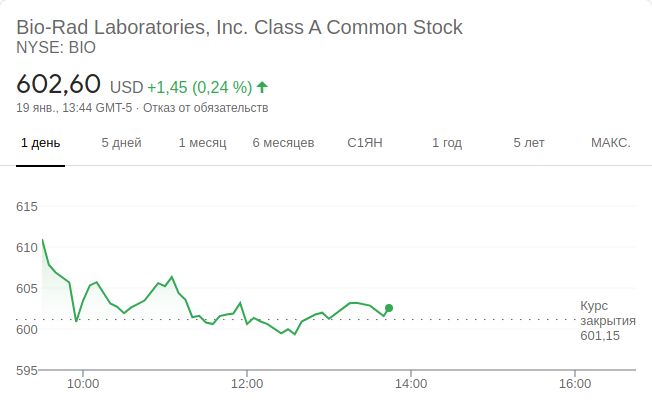 Bio-Rad Laboratories, Inc. Class A Common Stock
NYSE: BIO
602,60 USD +1,45 (0,24 %)
19 янв., 13:44 GMT-5 · Отказ от обязательств
1 день 5 дней 1 месяц 6 месяцев С1ЯН 1 год 5 лет МАКС.
615
610
605
600
595
Курс
закрытия
601,15
10:00 12:00 14:00 16:00